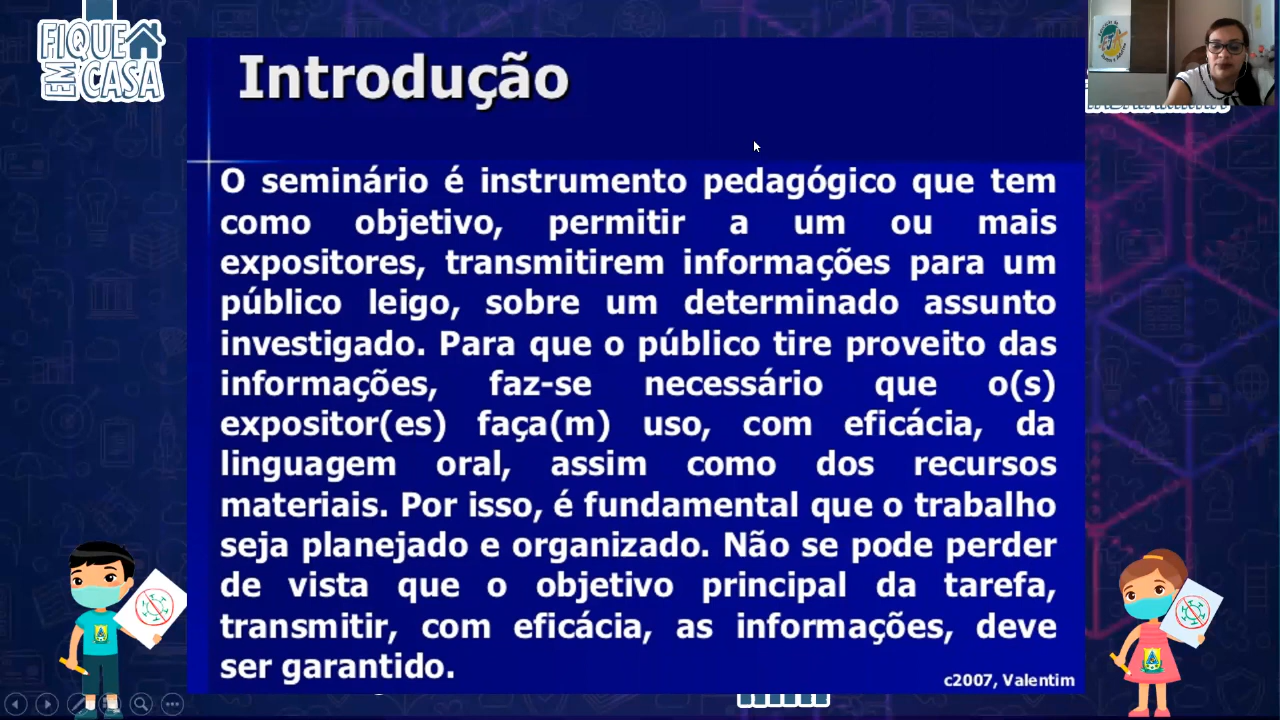 FIQUE
EM CASA
Introdução
O seminário é instrumento pedagógico que tem
como objetivo, permitir a um ou mais
expositores, transmitirem informações para um
público leigo, sobre um determinado assunto
investigado. Para que o público tire proveito das
informações, faz-se necessário que o(s)
expositor(es) faça(m) uso, com eficácia, da
linguagem oral, assim como dos recursos
materiais. Por isso, é fundamental que o trabalho
seja planejado e organizado. Não se pode perder
de vista que o objetivo principal da tarefa,
transmitir, com eficácia, as informações, deve
ser garantido.
c2007, Valentim